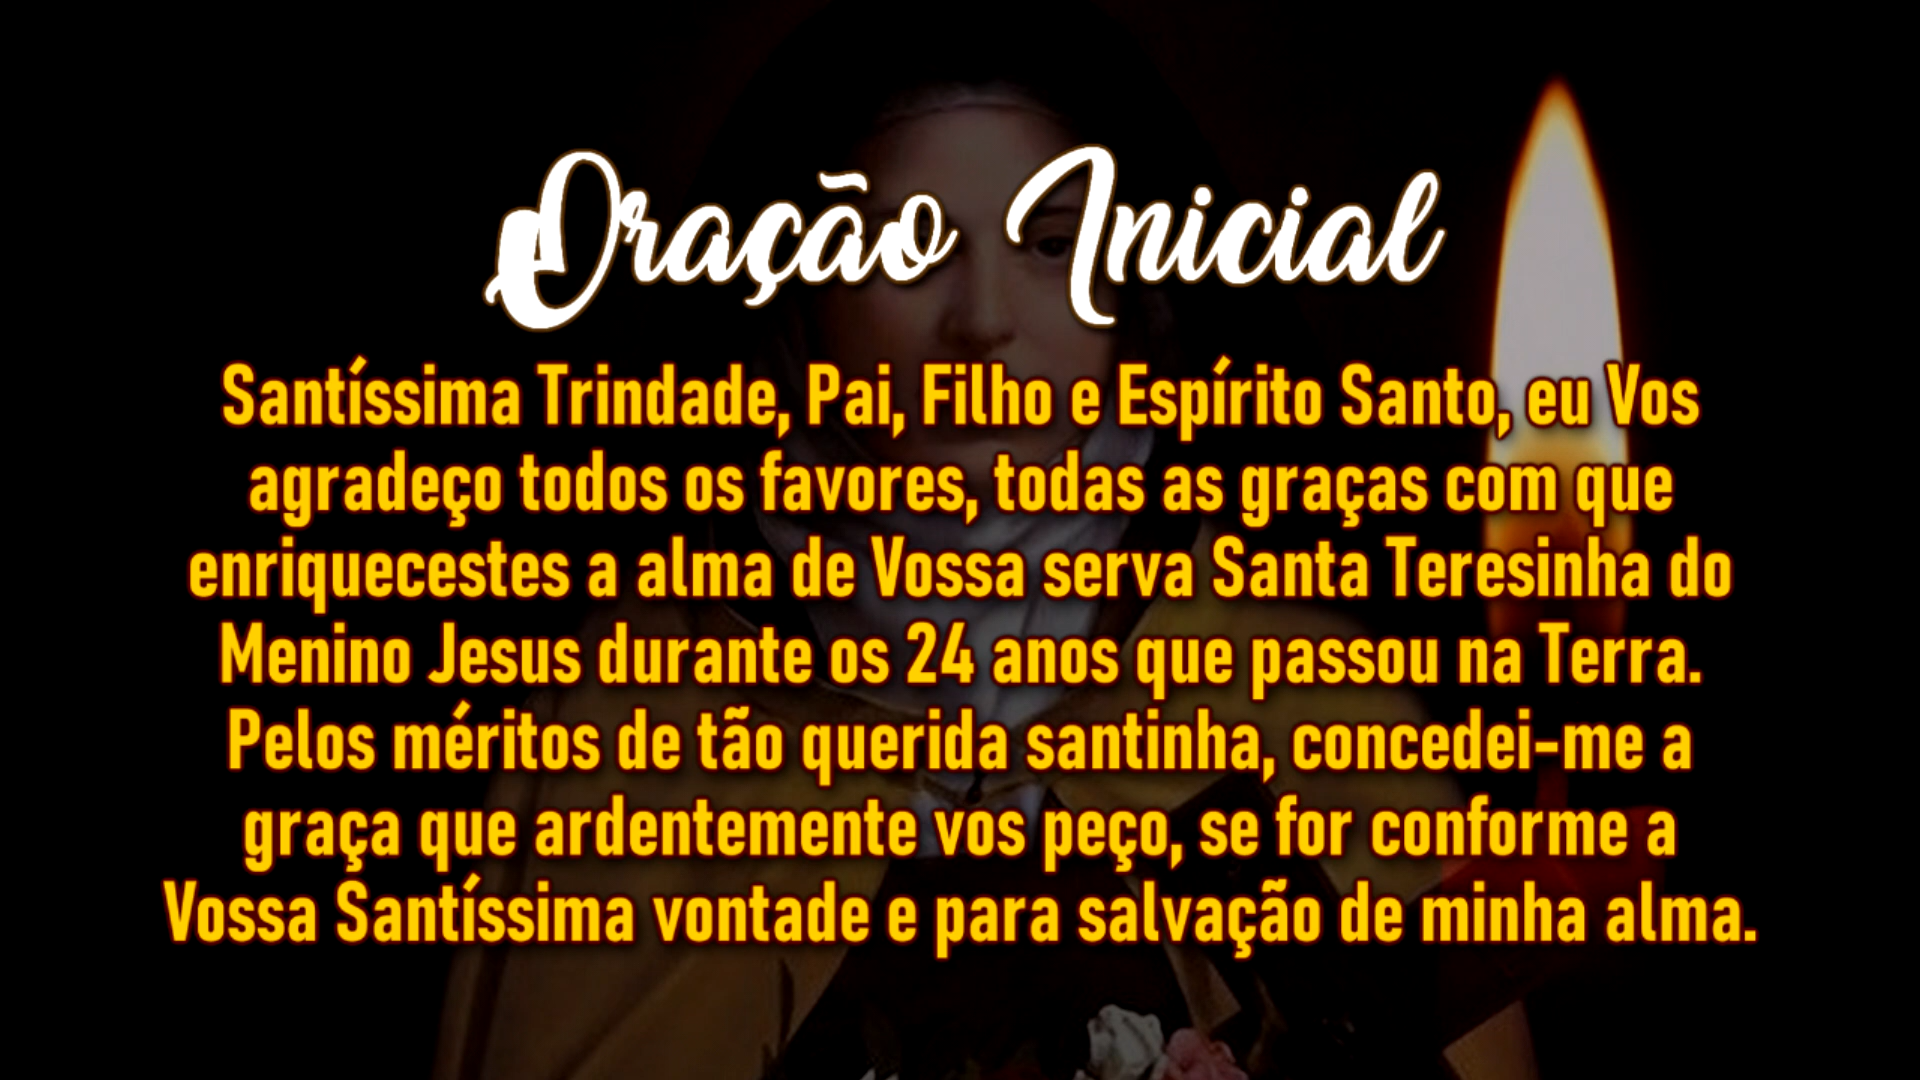 Oração Inicial
Santíssima Trindade, Pai, Filho e Espírito Santo, eu Vos
agradeço todos os favores, todas as graças com que
enriquecestes a alma de Vossa serva Santa Teresinha do
Menino Jesus durante os 24 anos que passou na Terra.
Pelos méritos de tão querida santinha, concedei-me a
graça que ardentemente vos peço, se for conforme a
Vossa Santíssima vontade e para salvação de minha alma.